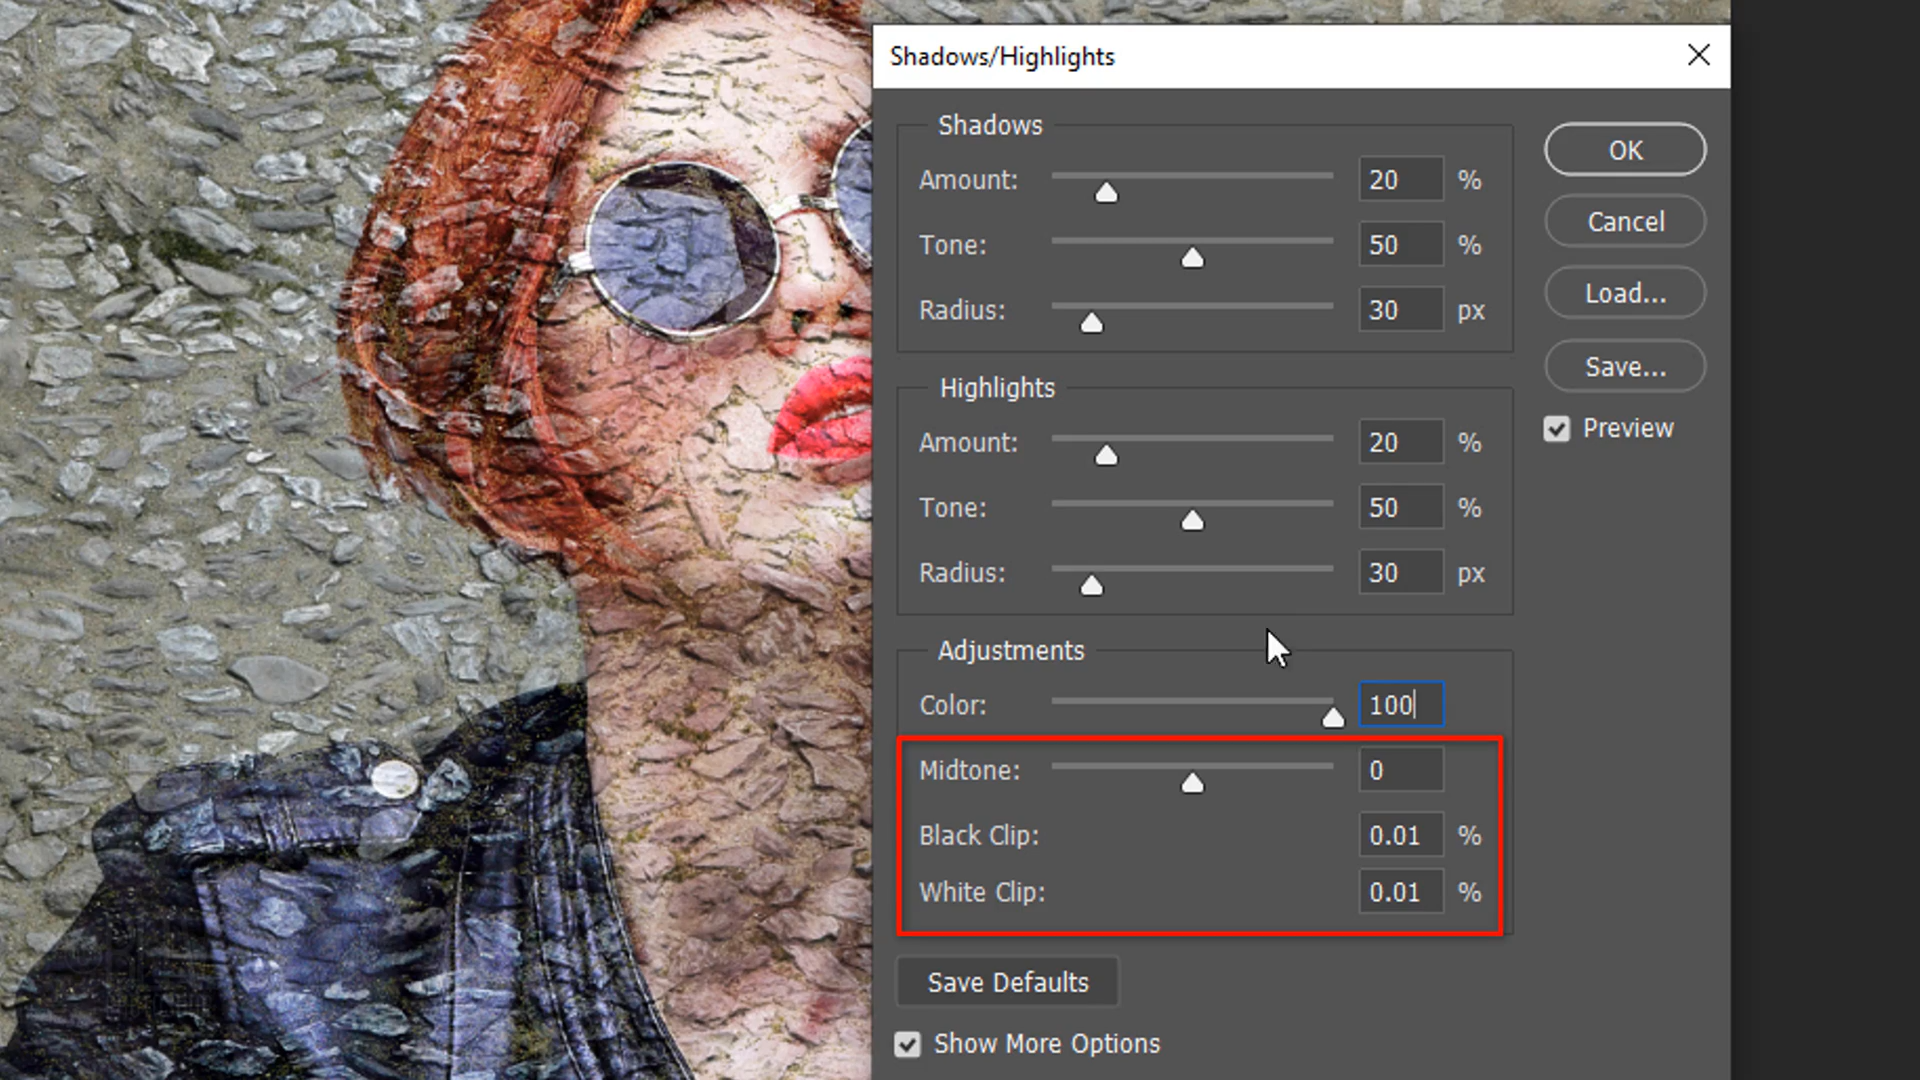 Shadows/Highlights
Shadows
OK
Amount: 20 %
Cancel
Tone: 50 %
Load...
Radius: 30 px
Save...
Highlights
Preview
Amount: 20 %
Tone: 50 %
Radius: 30 px
Adjustments
Color: 100
Midtone: 0
Black Clip: 0.01 %
White Clip: 0.01 %
Save Defaults
Show More Options